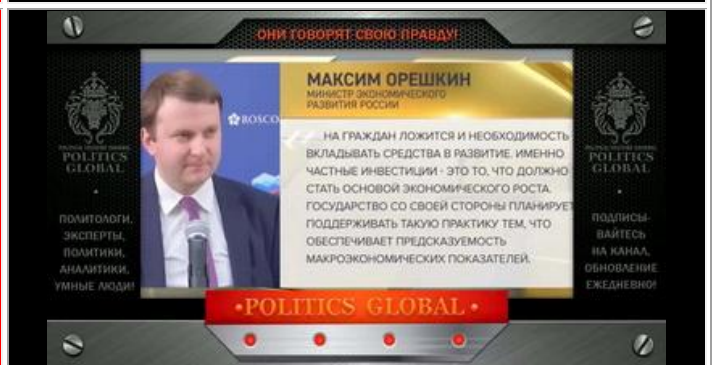 ОНИ ГОВОРЯТ СВОЮ ПРАВДУ!
МАКСИМ ОРЕШКИН
МИНИСТР ЭКОНОМИЧЕСКОГО
РАЗВИТИЯ РОССИИ
BOSCO
НА ГРАЖДАН ЛОЖИТСЯ И НЕОБХОДИМОСТЬ
ВКЛАДЫВАТЬ СРЕДСТВА В РАЗВИТИЕ. ИМЕННО
ЧАСТНЫЕ ИНВЕСТИЦИИ - ЭТО ТО, ЧТО ДОЛЖНО
СТАТЬ ОСНОВОЙ ЭКОНОМИЧЕСКОГО РОСТА.
ГОСУДАРСТВО СО СВОЕЙ СТОРОНЫ ПЛАНИРУЕТ
ПОДДЕРЖИВАТЬ ТАКУЮ ПРАКТИКУ ТЕМ, ЧТО
ОБЕСПЕЧИВАЕТ ПРЕДСКАЗУЕМОСТЬ
МАКРОЭКОНОМИЧЕСКИХ ПОКАЗАТЕЛЕЙ.
POLITICS
GLOBAL
ПОЛИТОЛОГИ,
ЭКСПЕРТЫ,
ПОЛИТИКИ,
АНАЛИТИКИ,
УМНЫЕ ЛЮДИ!
POLITICS
GLOBAL
ПОДПИСЫ-
ВАЙТЕСЬ
НА КАНАЛ,
ОБНОВЛЕНИЕ
ЕЖЕДНЕВНО!
•POLITICS GLOBAL•